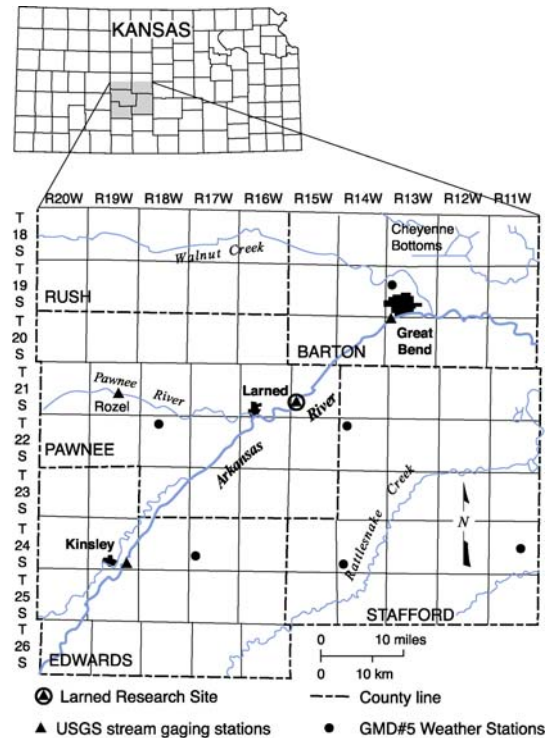 KANSAS
R20W R19W R18W R17W R16W R15W R14W R13W R12W R11W
T
18
S
Cheyenne
Bottoms
Walnut Creek
T
19
S
RUSH
T
20
S
Great
Bend
BARTON
T
21
S
Pawnee
River
Rozel
Larned
River
T
22
S
PAWNEE
Arkansas
T
23
S
Rattlesnake Creek
N
T
24
S
Kinsley
T
25
S
STAFFORD
T
26
S
EDWARDS
0 10 miles
0 10 km
Larned Research Site
County line
USGS stream gaging stations
GMD#5 Weather Stations